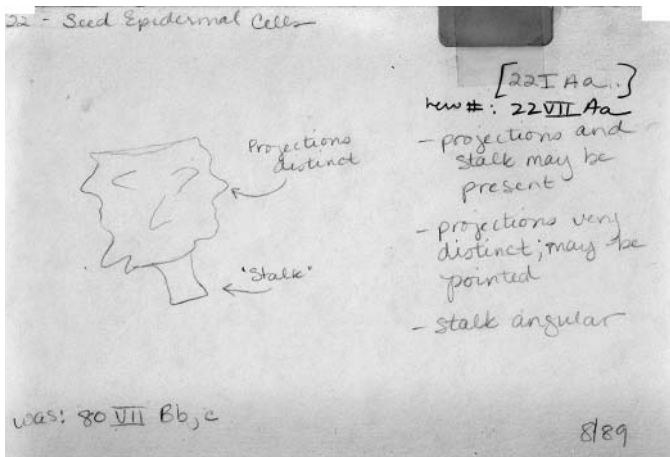 22 - Seed Epidermal Cells
[22 I Aa..]
new #: 22 VII Aa
Projections
distinct
- projections and
stalk may be
present
- projections very
distinct; may be
pointed
"Stalk"
- stalk angular
was: 80 VII Bb, c
8/89